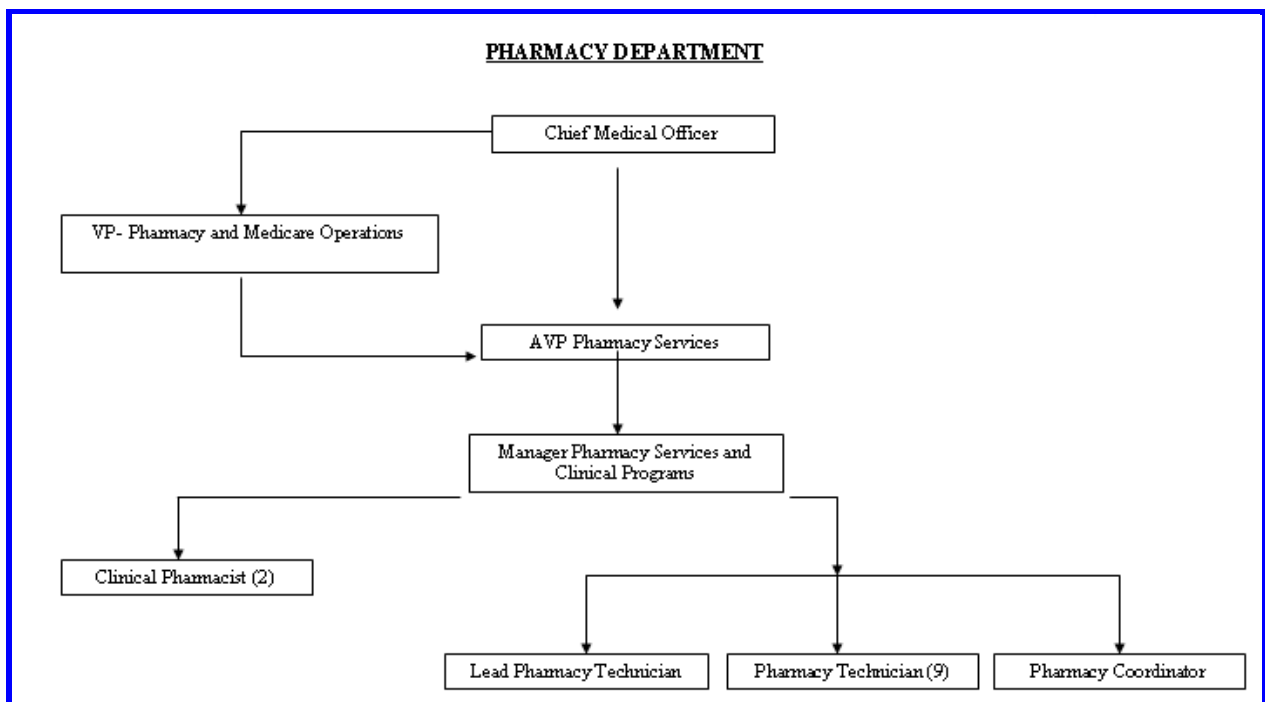 PHARMACY DEPARTMENT
Chief Medical Officer
VP- Pharmacy and Medicare Operations
AVP Pharmacy Services
Manager Pharmacy Services and
Clinical Programs
Clinical Pharmacist (2)
Lead Pharmacy Technician
Pharmacy Technician (9)
Pharmacy Coordinator